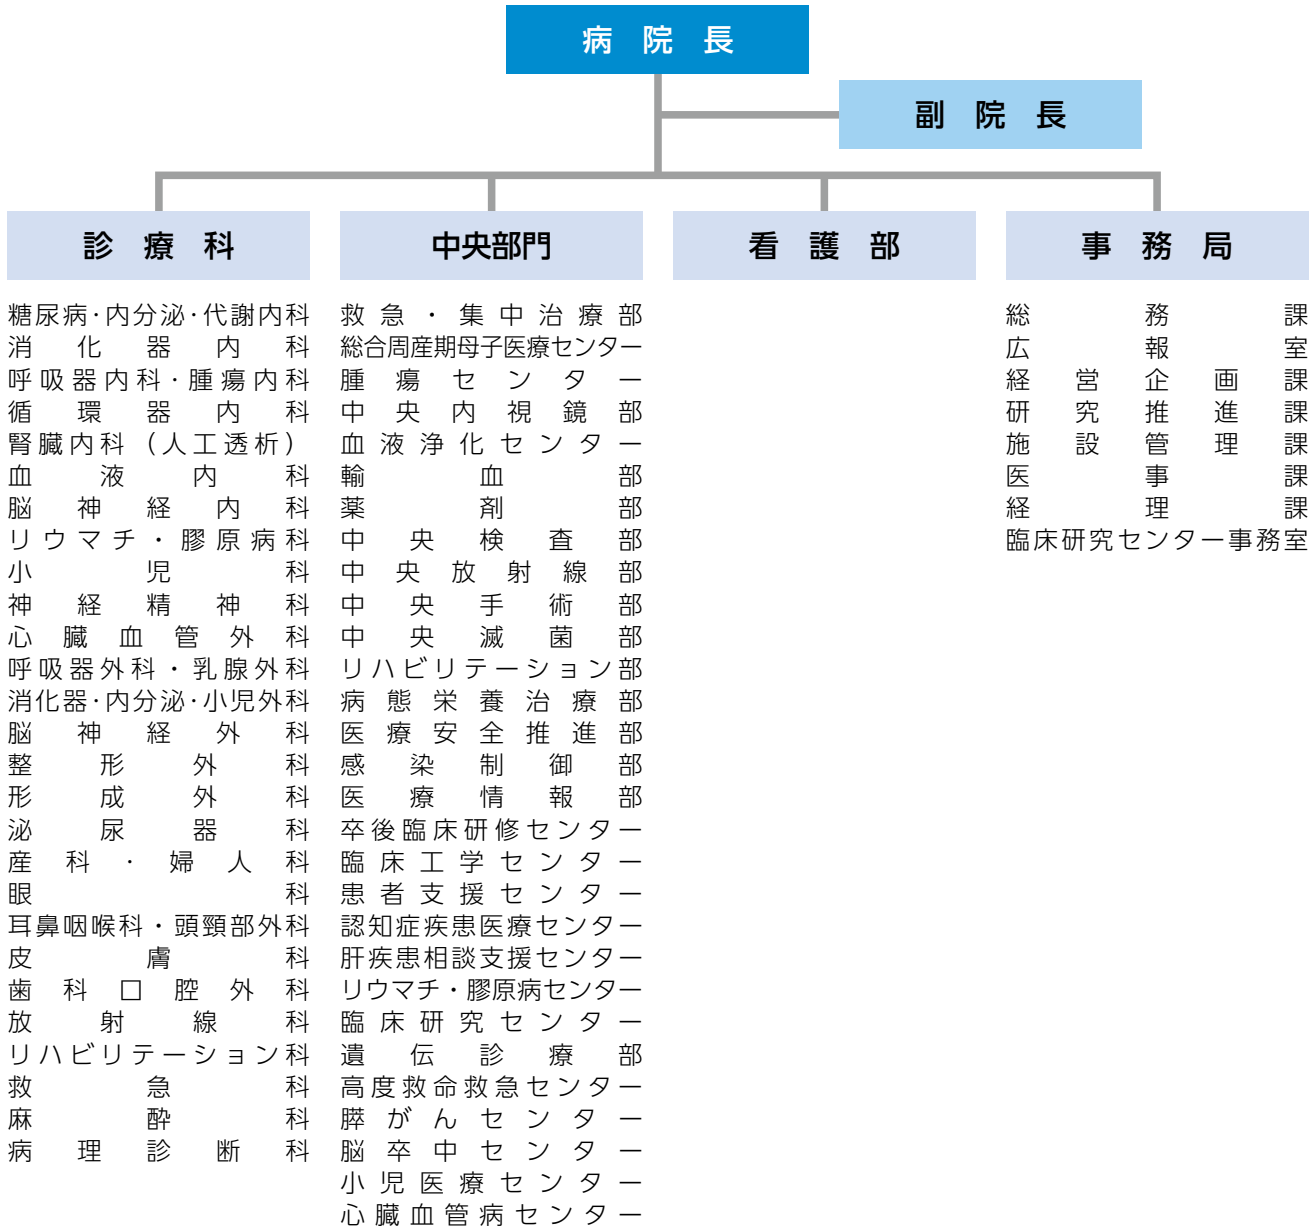 病院長
副院長
診療科
糖尿病・内分泌・代謝内科
消化器内科
呼吸器内科・腫瘍内科
循環器内科
腎臓内科（人工透析）
血液内科
脳神経内科
リウマチ・膠原病科
小児科
神経精神科
心臓血管外科
呼吸器外科・乳腺外科
消化器・内分泌・小児外科
脳神経外科
整形外科
形成外科
泌尿器科
産科・婦人科
眼科
耳鼻咽喉科・頭頸部外科
皮膚科
歯科口腔外科
放射線科
リハビリテーション科
救急科
麻酔科
病理診断科
中央部門
救急・集中治療部
総合周産期母子医療センター
腫瘍センター
中央内視鏡部
血液浄化センター
輸血部
薬剤部
中央検査部
中央放射線部
中央手術部
中央滅菌部
リハビリテーション部
病態栄養治療部
医療安全推進部
感染制御部
医療情報部
卒後臨床研修センター
臨床工学センター
患者支援センター
認知症疾患医療センター
肝疾患相談支援センター
リウマチ・膠原病センター
臨床研究センター
遺伝診療部
高度救命救急センター
膵がんセンター
脳卒中センター
小児医療センター
心臓血管病センター
看護部
事務局
総務課
広報室
経営企画課
研究推進課
施設管理課
医事課
経理課
臨床研究センター事務室